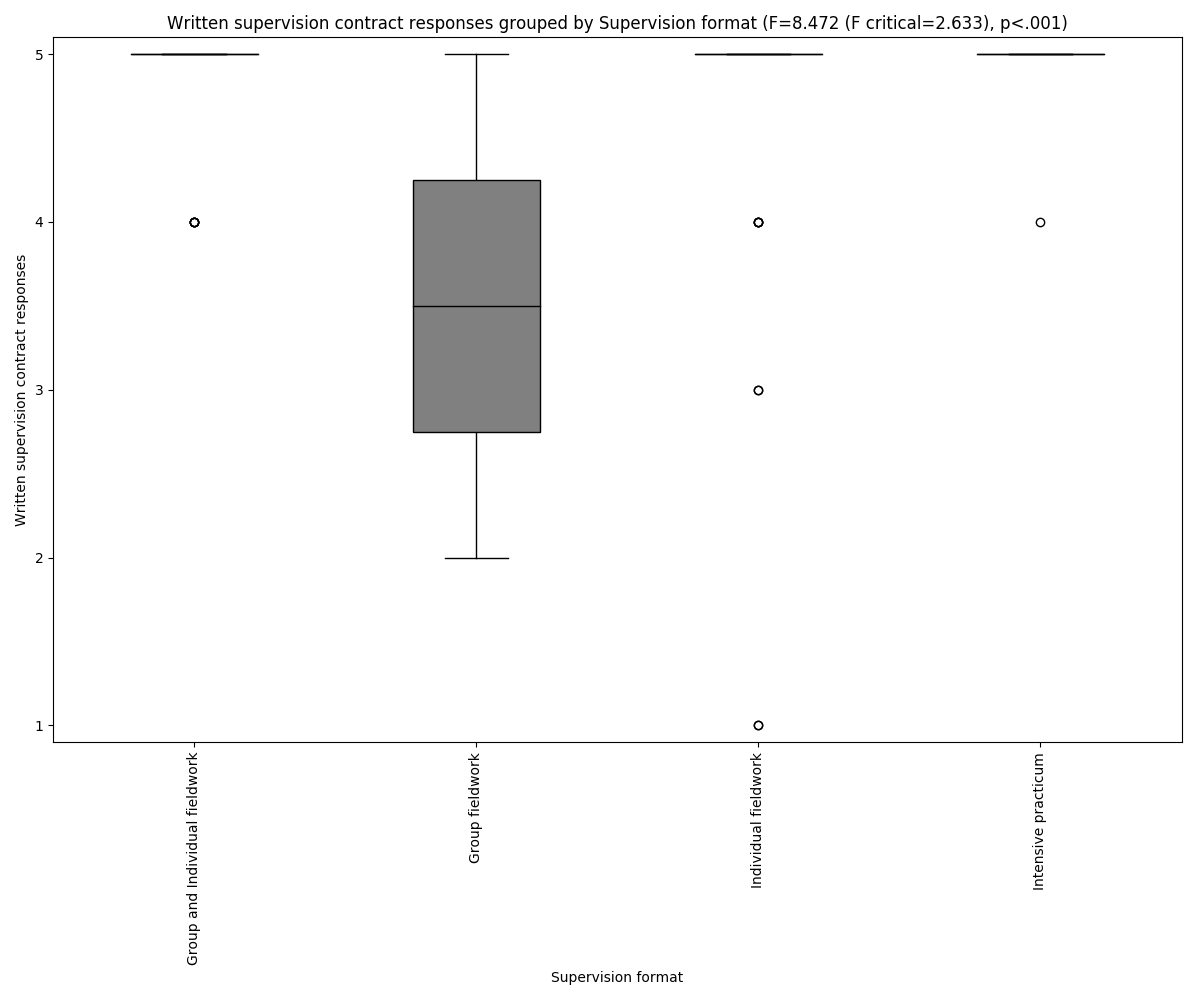 Written supervision contract responses grouped by Supervision format (F=8.472 (F critical=2.633), p<.001)
Written supervision contract responses
5
4
3
2
1
Group and Individual fieldwork
Group fieldwork
Individual fieldwork
Intensive practicum
Supervision format